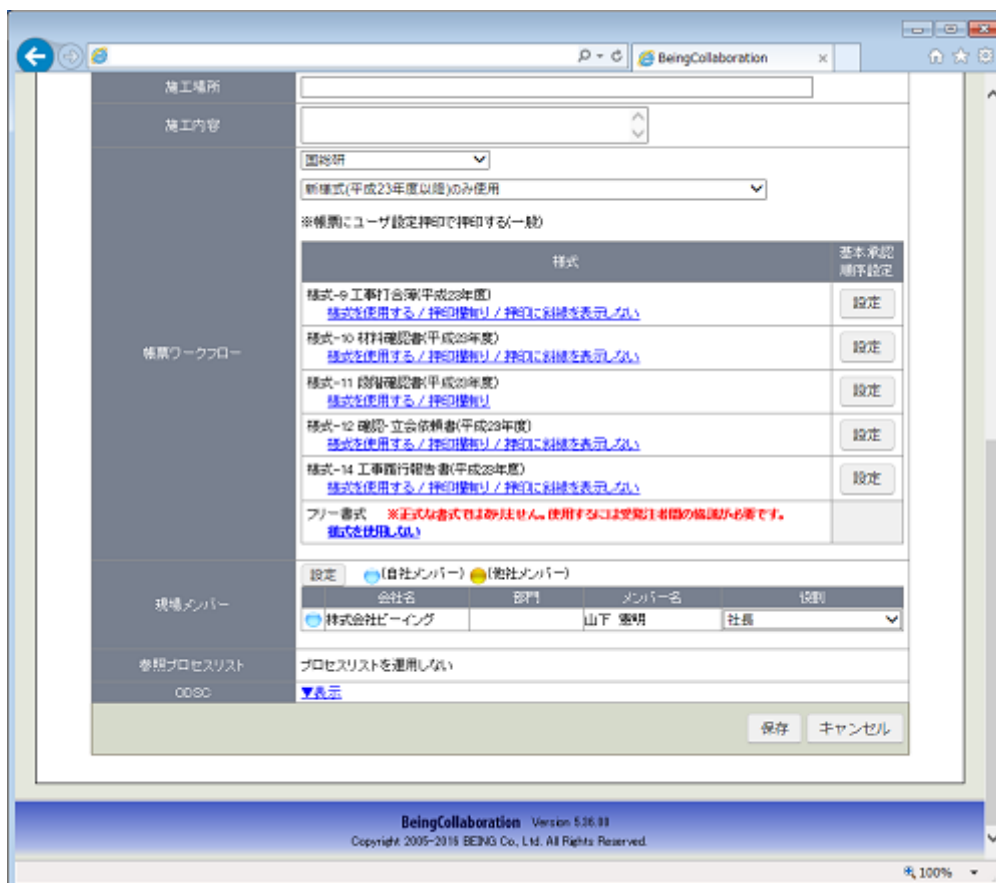 BeingCollaboration
施工場所
施工内容
国総研
新様式(平成23年度以降)のみ使用
※帳票にユーザ設定押印で押印する(一般)
様式
基本承認
順序設定
帳票ワークフロー
様式-9 工事打合簿(平成23年度)
様式を使用する / 押印欄有り / 押印に斜線を表示しない
設定
様式-10 材料確認書(平成23年度)
様式を使用する / 押印欄有り / 押印に斜線を表示しない
設定
様式-11 段階確認書(平成23年度)
様式を使用する / 押印欄有り
設定
様式-12 確認・立会依頼書(平成23年度)
様式を使用する / 押印欄有り / 押印に斜線を表示しない
設定
様式-14 工事履行報告書(平成23年度)
様式を使用する / 押印欄有り / 押印に斜線を表示しない
設定
フリー書式 ※正式な書式ではありません。使用するには受発注者間の協議が必要です。
様式を使用しない
現場メンバー
設定 (自社メンバー) (他社メンバー)
会社名 部門 メンバー名 役割
株式会社ビーイング 山下 憲明 社長
参照プロセスリスト プロセスリストを運用しない
ODSC ▼表示
保存 キャンセル
BeingCollaboration Version 5.26.00
Copyright 2005-2016 BEING Co., Ltd. All Rights Reserved.
100%